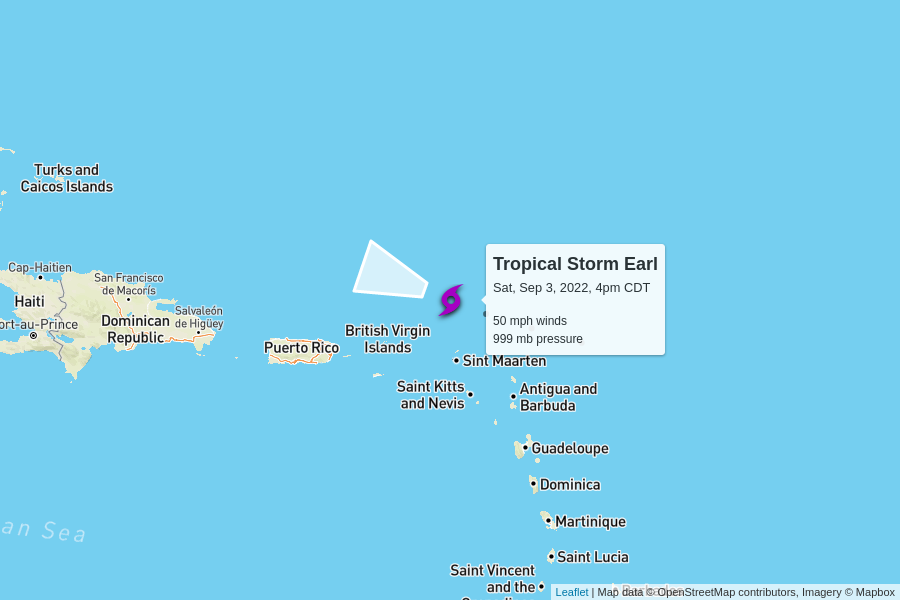 Turks and
Caicos Islands
Cap-Haitien
San Francisco
de Macorís
Haiti
ort-au-Prince
Dominican
Republic
Salvaleón
de Higüey
Puerto Rico
British Virgin
Islands
Tropical Storm Earl
Sat, Sep 3, 2022, 4pm CDT
50 mph winds
999 mb pressure
Sint Maarten
Saint Kitts
and Nevis
Antigua and
Barbuda
Guadeloupe
Dominica
Martinique
an Sea
Saint Lucia
Saint Vincent
and the
Leaflet | Map data © OpenStreetMap contributors, Imagery © Mapbox